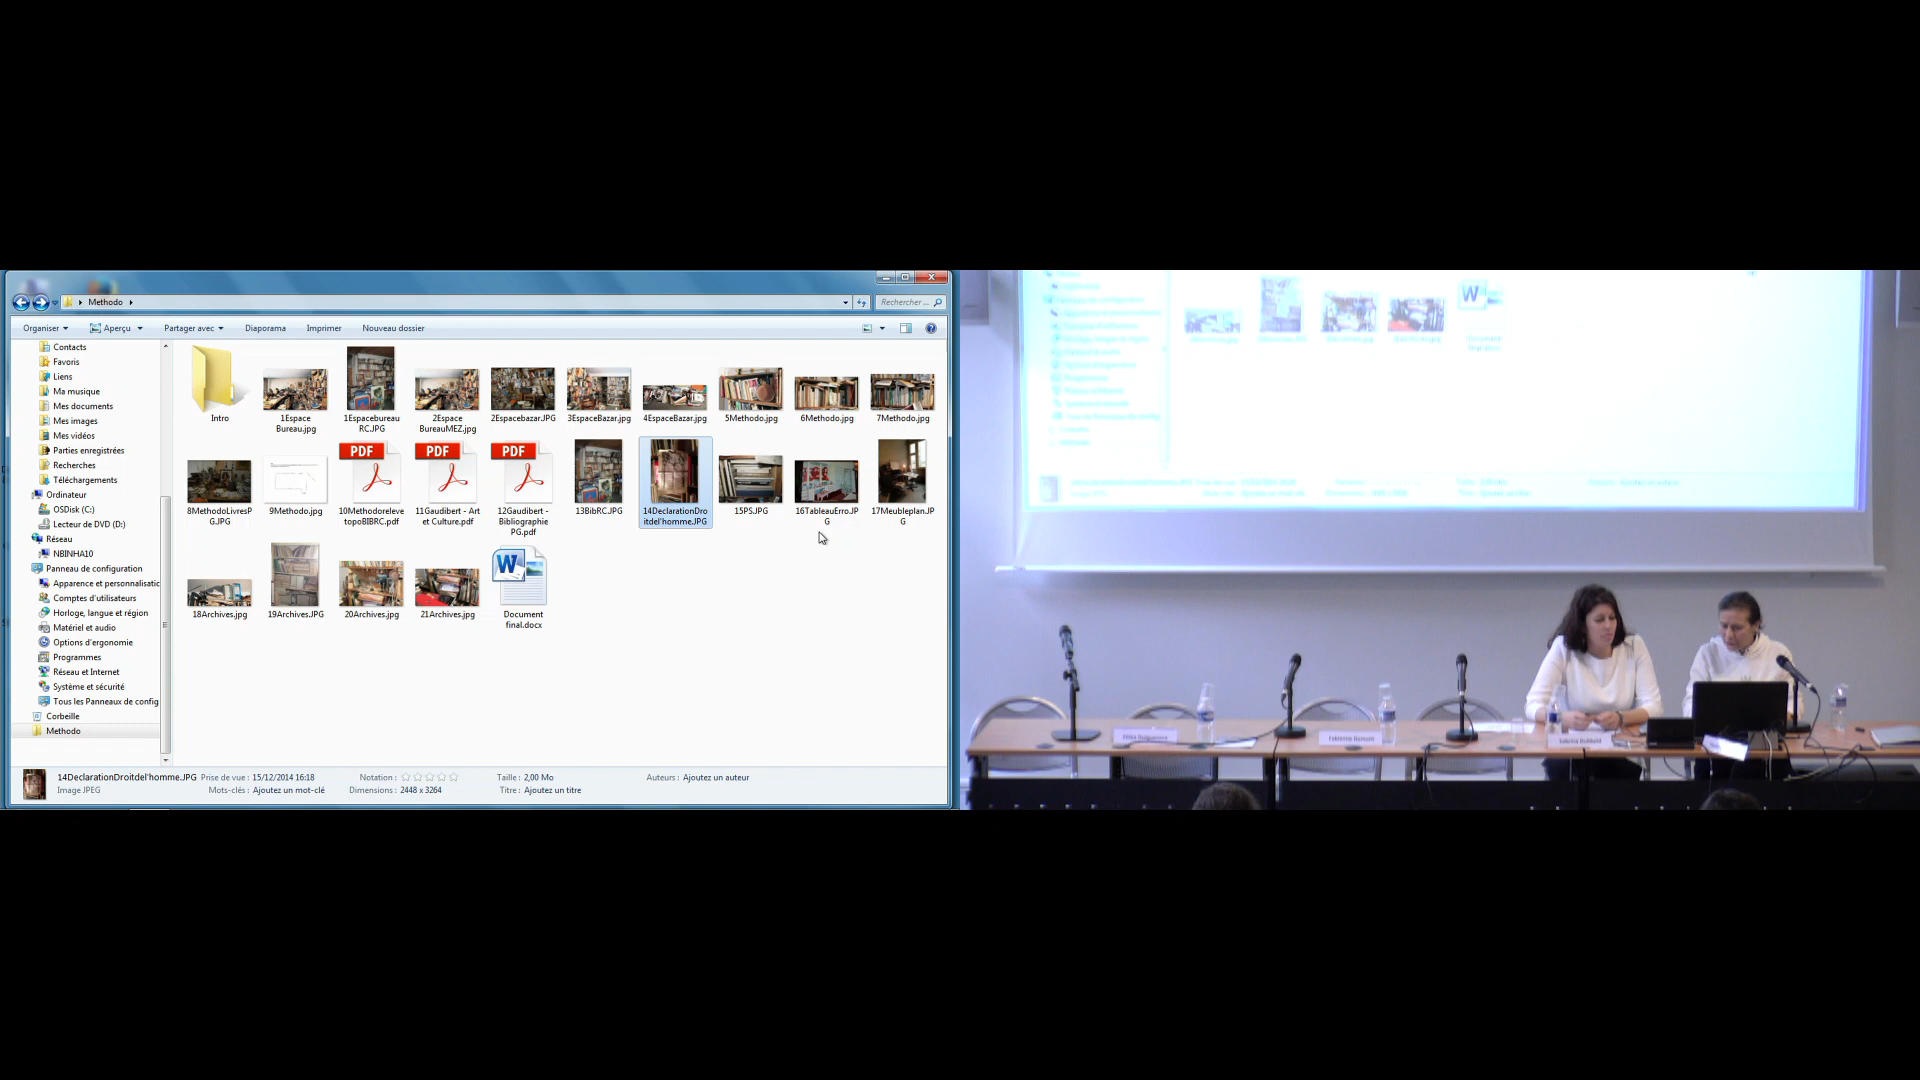 Methodo
Rechercher ...
Organiser
Aperçu
Partager avec
Diaporama
Imprimer
Nouveau dossier
Contacts
Favoris
Liens
Ma musique
Mes documents
Mes images
Mes vidéos
Parties enregistrées
Recherches
Téléchargements
Ordinateur
OSDisk (C:)
Lecteur de DVD (D:)
Réseau
NBINHA10
Panneau de configuration
Apparence et personnalisatic
Comptes d'utilisateurs
Horloge, langue et région
Matériel et audio
Options d'ergonomie
Programmes
Réseau et Internet
Système et sécurité
Tous les Panneaux de config
Corbeille
Methodo
Intro
1Espace
Bureau.jpg
1Espacebureau
RC.JPG
2Espace
BureauMEZ.jpg
2Espacebazar.JPG
3EspaceBazar.jpg
4EspaceBazar.jpg
5Methodo.jpg
6Methodo.jpg
7Methodo.jpg
PDF
PDF
PDF
8MethodoLivresP
G.JPG
9Methodo.jpg
10Methodoreleve
topoBIBRC.pdf
11Gaudibert - Art
et Culture.pdf
12Gaudibert -
Bibliographie
PG.pdf
13BibRC.JPG
14DeclarationDro
itdel'homme.JPG
15PS.JPG
16TableauErro.JP
G
17Meubleplan.JP
G
W
18Archives.jpg
19Archives.JPG
20Archives.jpg
21Archives.jpg
Document
final.docx
14DeclarationDroitdel'homme.JPG
Image JPEG
Prise de vue : 15/12/2014 16:18
Mots-clés : Ajoutez un mot-clé
Notation :
Dimensions : 2448 x 3264
Taille : 2,00 Mo
Titre : Ajoutez un titre
Auteurs : Ajoutez un auteur
W